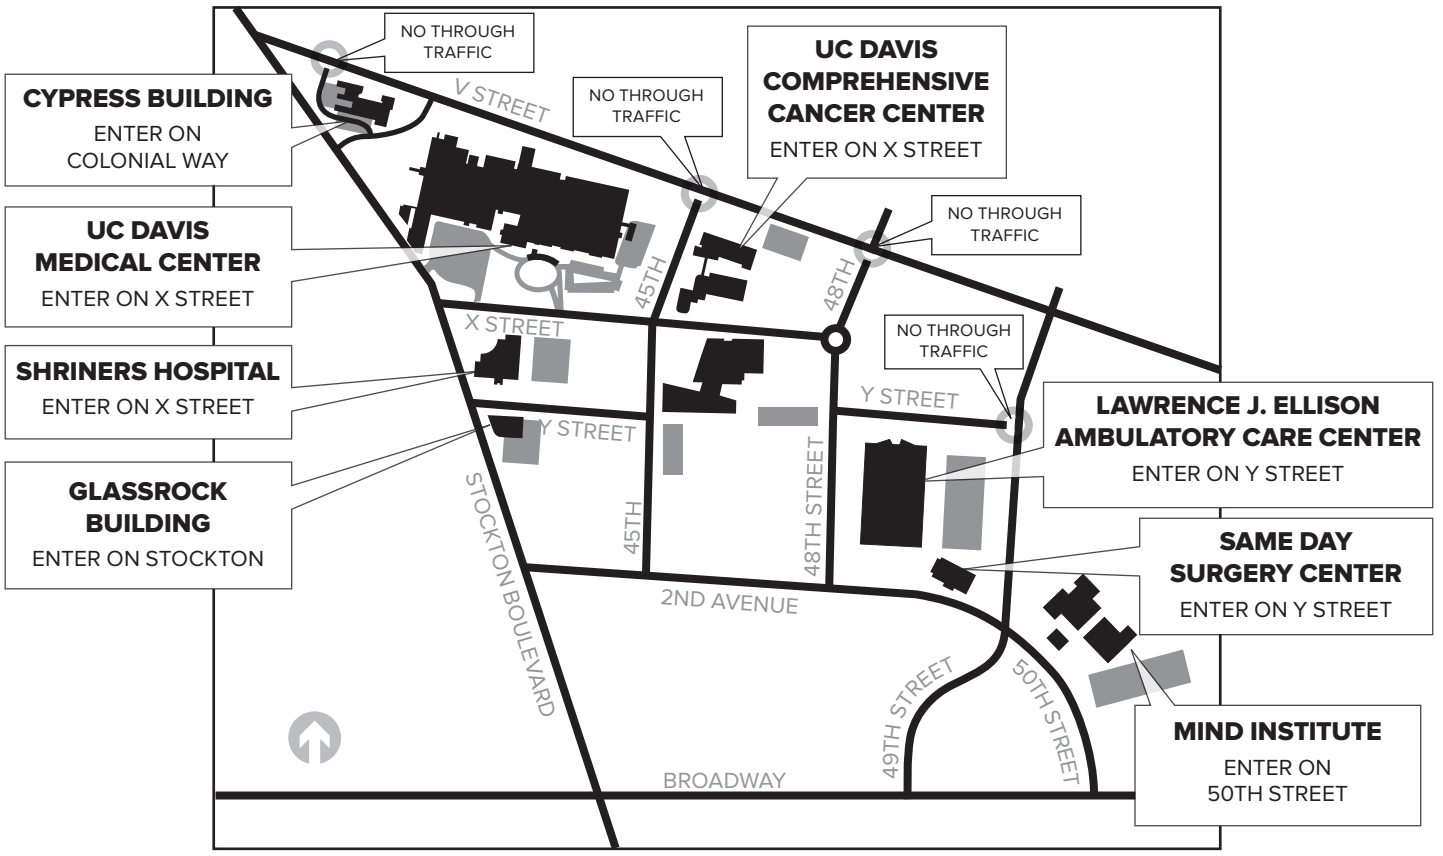 NO THROUGH
TRAFFIC
UC DAVIS
COMPREHENSIVE
CANCER CENTER
ENTER ON X STREET
CYPRESS BUILDING
ENTER ON
COLONIAL WAY
V STREET
NO THROUGH
TRAFFIC
NO THROUGH
TRAFFIC
UC DAVIS
MEDICAL CENTER
ENTER ON X STREET
45TH
48TH
X STREET
NO THROUGH
TRAFFIC
SHRINERS HOSPITAL
ENTER ON X STREET
Y STREET
LAWRENCE J. ELLISON
AMBULATORY CARE CENTER
ENTER ON Y STREET
Y STREET
GLASSROCK
BUILDING
ENTER ON STOCKTON
STOCKTON BOULEVARD
45TH
48TH STREET
SAME DAY
SURGERY CENTER
ENTER ON Y STREET
2ND AVENUE
49TH STREET
50TH STREET
MIND INSTITUTE
ENTER ON
50TH STREET
BROADWAY